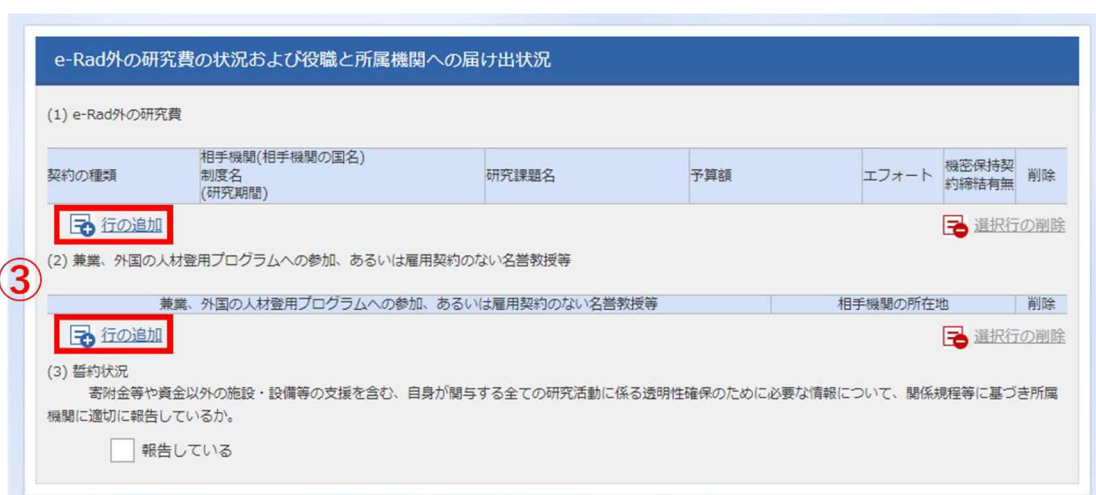 e-Rad外の研究費の状況および役職と所属機関への届け出状況
(1) e-Rad外の研究費
契約の種類
相手機関(相手機関の国名)
制度名
(研究期間)
研究課題名
予算額
エフォート
機密保持契
約締結有無
削除
行の追加
選択行の削除
③
(2) 兼業、外国の人材登用プログラムへの参加、あるいは雇用契約のない名誉教授等
兼業、外国の人材登用プログラムへの参加、あるいは雇用契約のない名誉教授等
相手機関の所在地
削除
行の追加
選択行の削除
(3) 誓約状況
寄附金等や資金以外の施設・設備等の支援を含む、自身が関与する全ての研究活動に係る透明性確保のために必要な情報について、関係規程等に基づき所属
機関に適切に報告しているか。
報告している